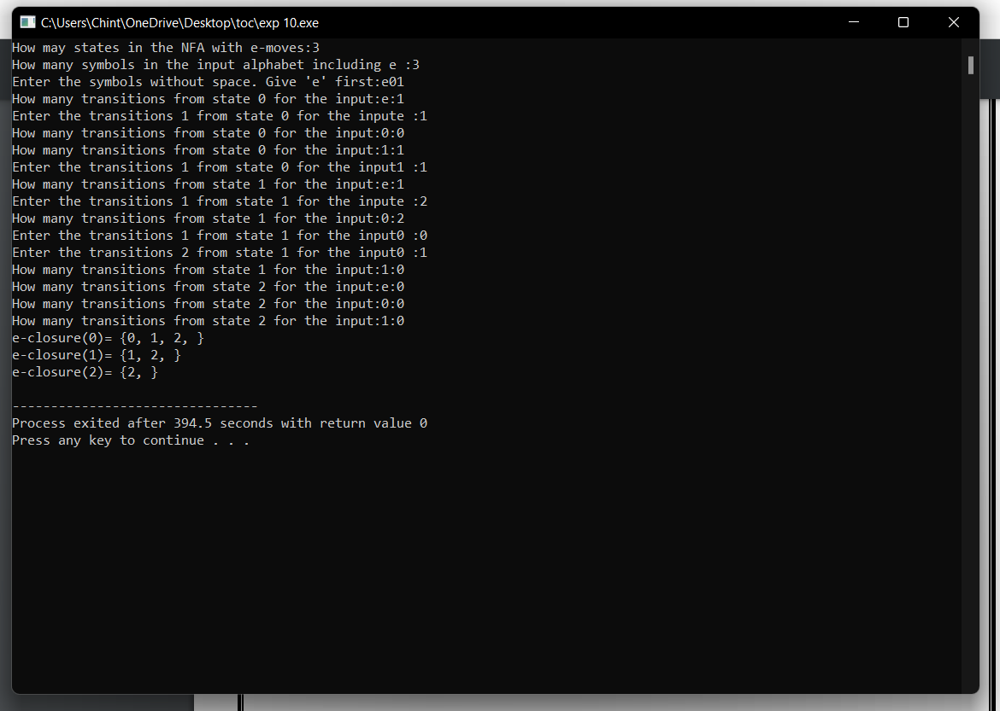 C:\Users\Chint\OneDrive\Desktop\toc\exp 10.exe
How may states in the NFA with e-moves:3
How many symbols in the input alphabet including e :3
Enter the symbols without space. Give 'e' first:e01
How many transitions from state 0 for the input:e:1
Enter the transitions 1 from state 0 for the inpute :1
How many transitions from state 0 for the input:0:0
How many transitions from state 0 for the input:1:1
Enter the transitions 1 from state 0 for the input1 :1
How many transitions from state 1 for the input:e:1
Enter the transitions 1 from state 1 for the inpute :2
How many transitions from state 1 for the input:0:2
Enter the transitions 1 from state 1 for the input0 :0
Enter the transitions 2 from state 1 for the input0 :1
How many transitions from state 1 for the input:1:0
How many transitions from state 2 for the input:e:0
How many transitions from state 2 for the input:0:0
How many transitions from state 2 for the input:1:0
e-closure(0)= {0, 1, 2, }
e-closure(1)= {1, 2, }
e-closure(2)= {2, }
--------------------------------
Process exited after 394.5 seconds with return value 0
Press any key to continue . . .